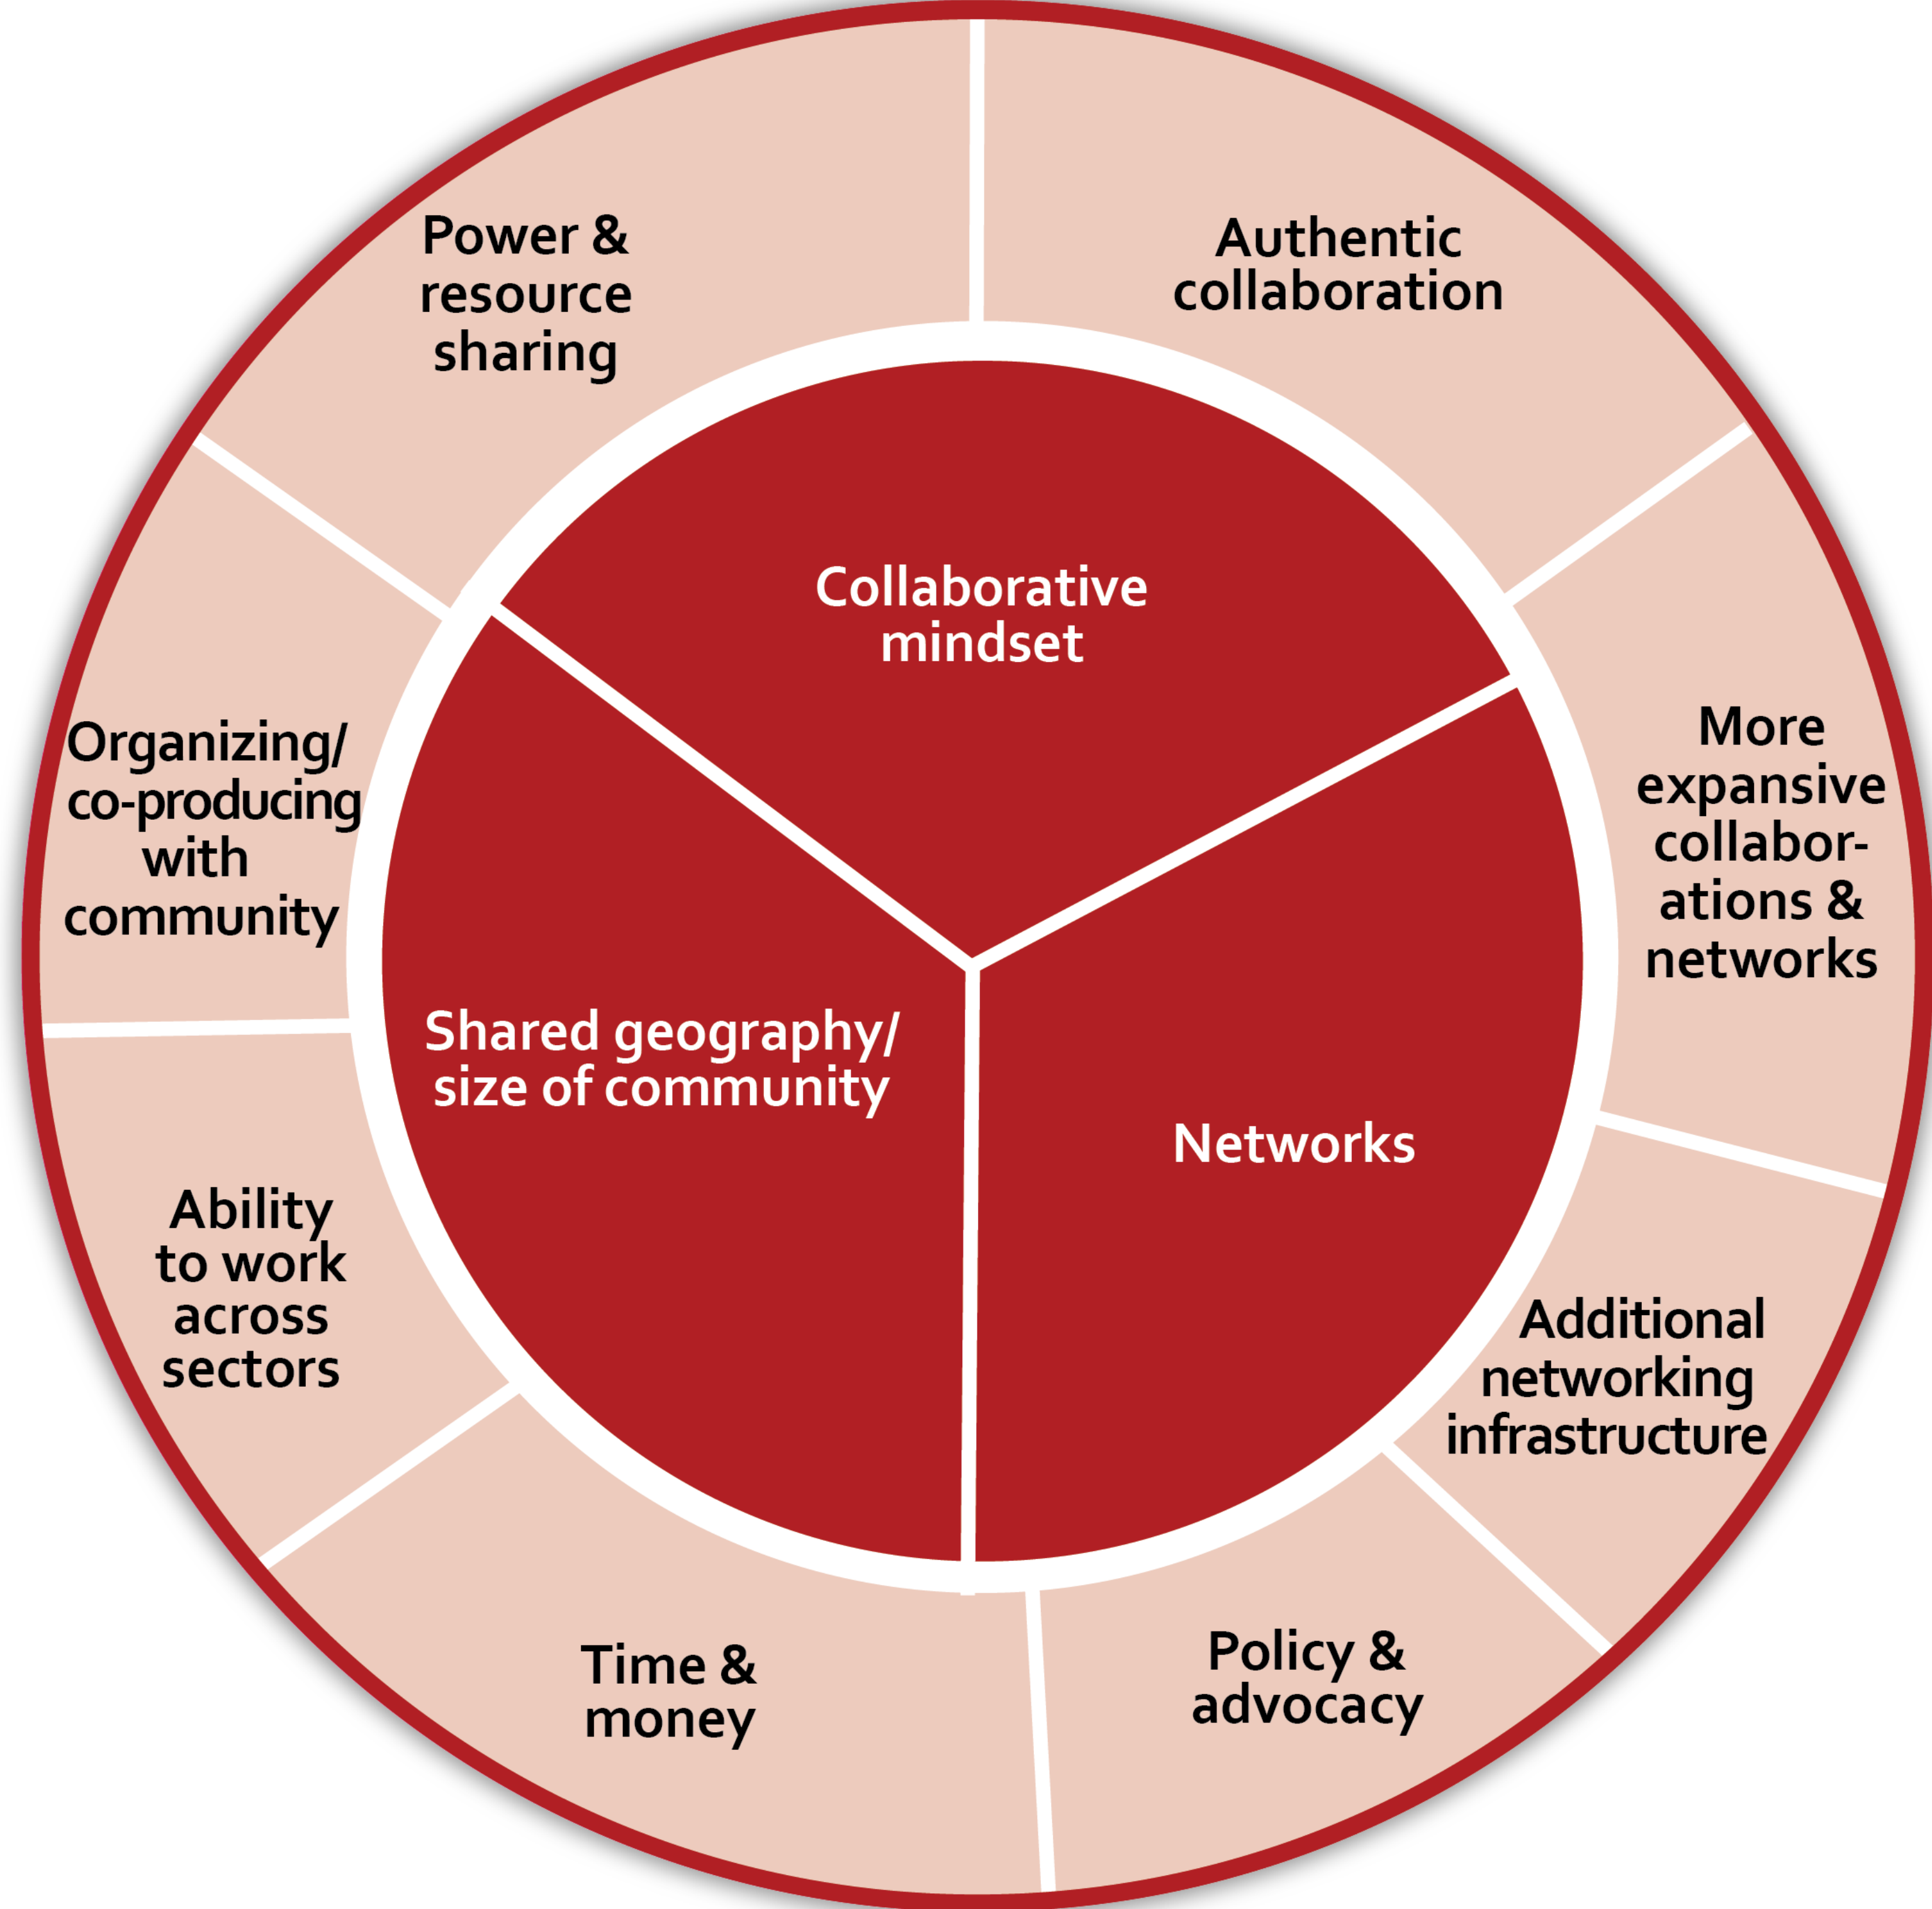 Power &
resource
sharing
Authentic
collaboration
Collaborative
mindset
Organizing/
co-producing
with
community
More
expansive
collabor-
ations &
networks
Shared geography/
size of community
Networks
Ability
to work
across
sectors
Additional
networking
infrastructure
Time &
money
Policy &
advocacy